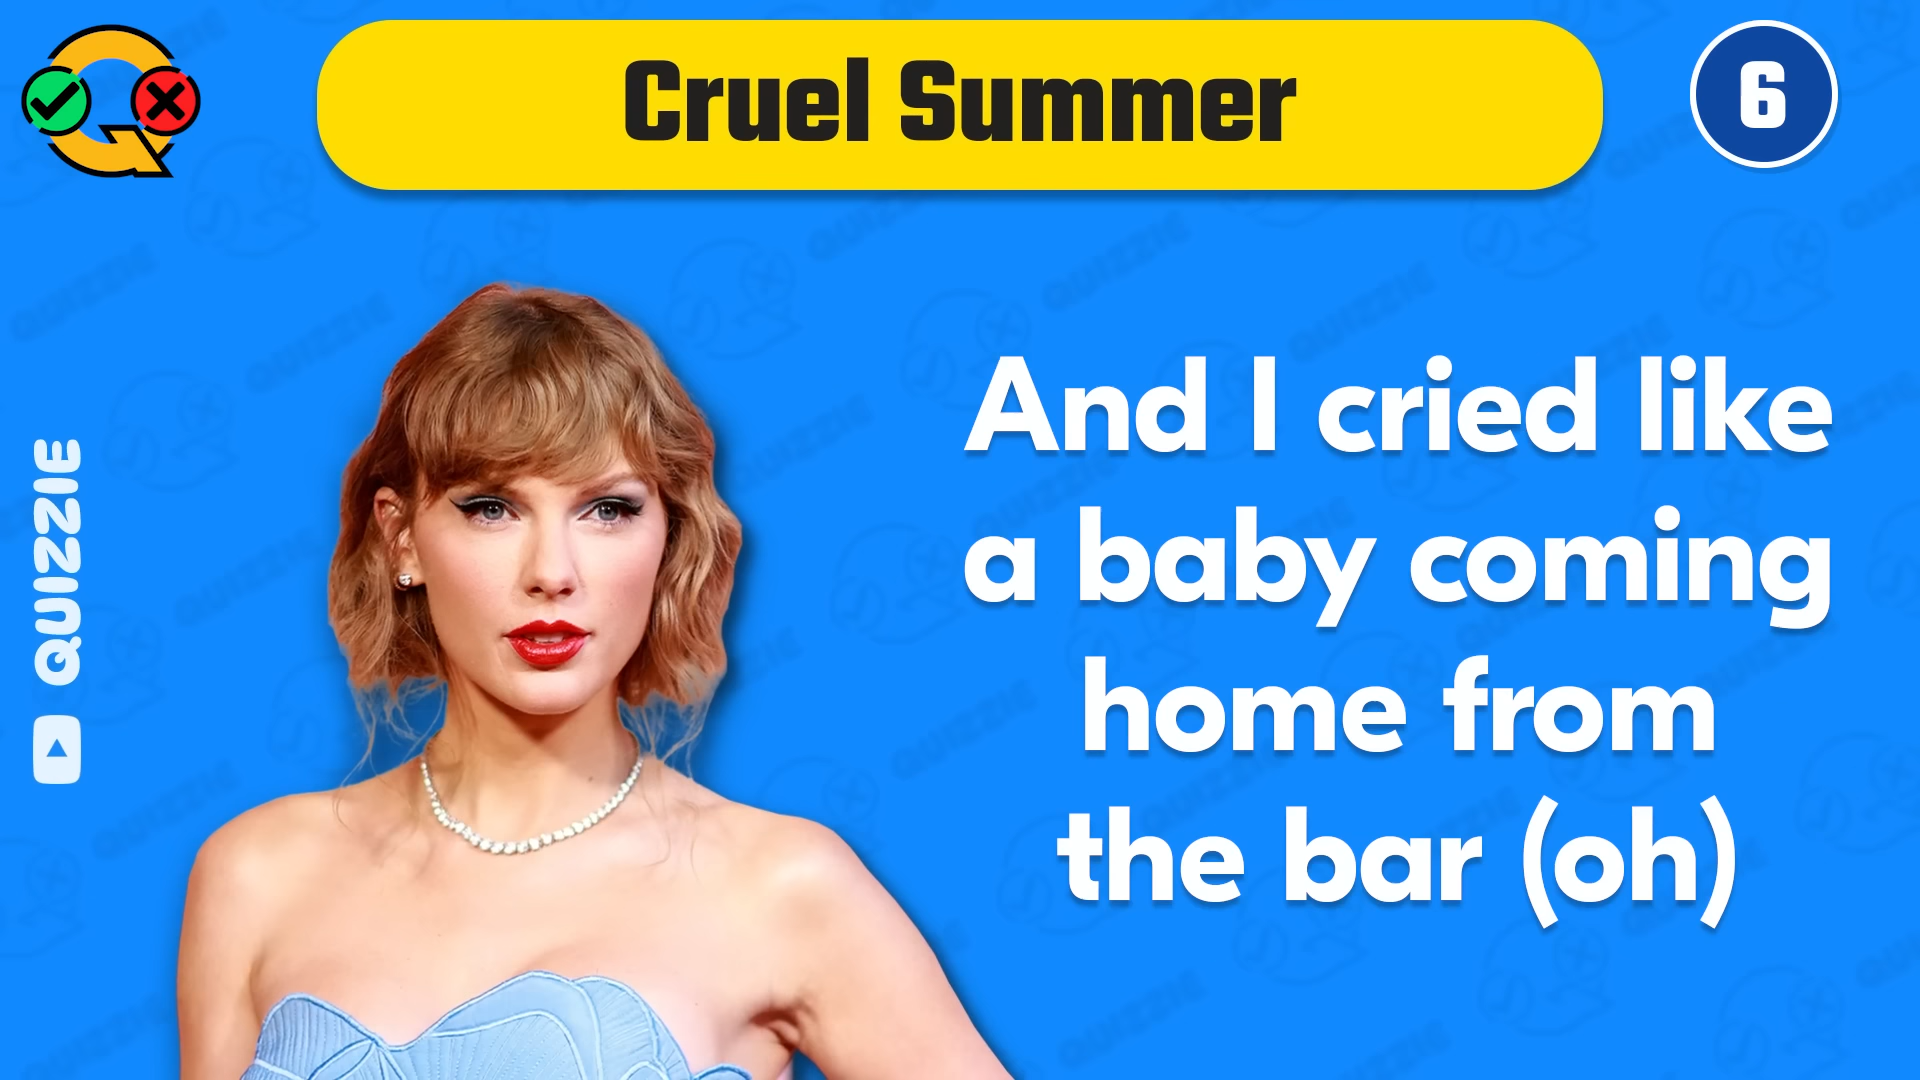 Cruel Summer
6
And I cried like
a baby coming
home from
the bar (oh)
QUIZZIE